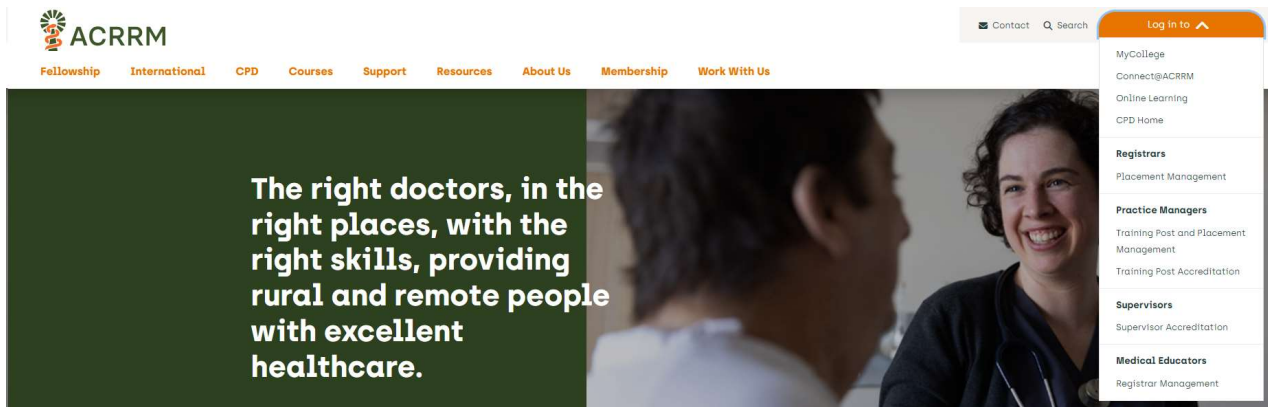 ACRRM
Contact
Search
Log in to
Fellowship
International
CPD
Courses
Support
Resources
About Us
Membership
Work With Us
The right doctors, in the
right places, with the
right skills, providing
rural and remote people
with excellent
healthcare.
MyCollege
Connect@ACRRM
Online Learning
CPD Home
Registrars
Placement Management
Practice Managers
Training Post and Placement
Management
Training Post Accreditation
Supervisors
Supervisor Accreditation
Medical Educators
Registrar Management